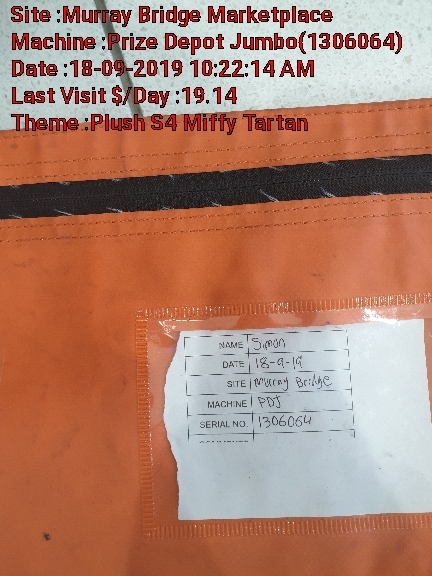 Site :Murray Bridge Marketplace
Machine :Prize Depot Jumbo(1306064)
Date :18-09-2019 10:22:14 AM
Last Visit $/Day :19.14
Theme :Plush S4 Miffy Tartan
NAME Simon
DATE 18-9-19
SITE Murray Bridge
MACHINE PDJ
SERIAL NO. 1306064